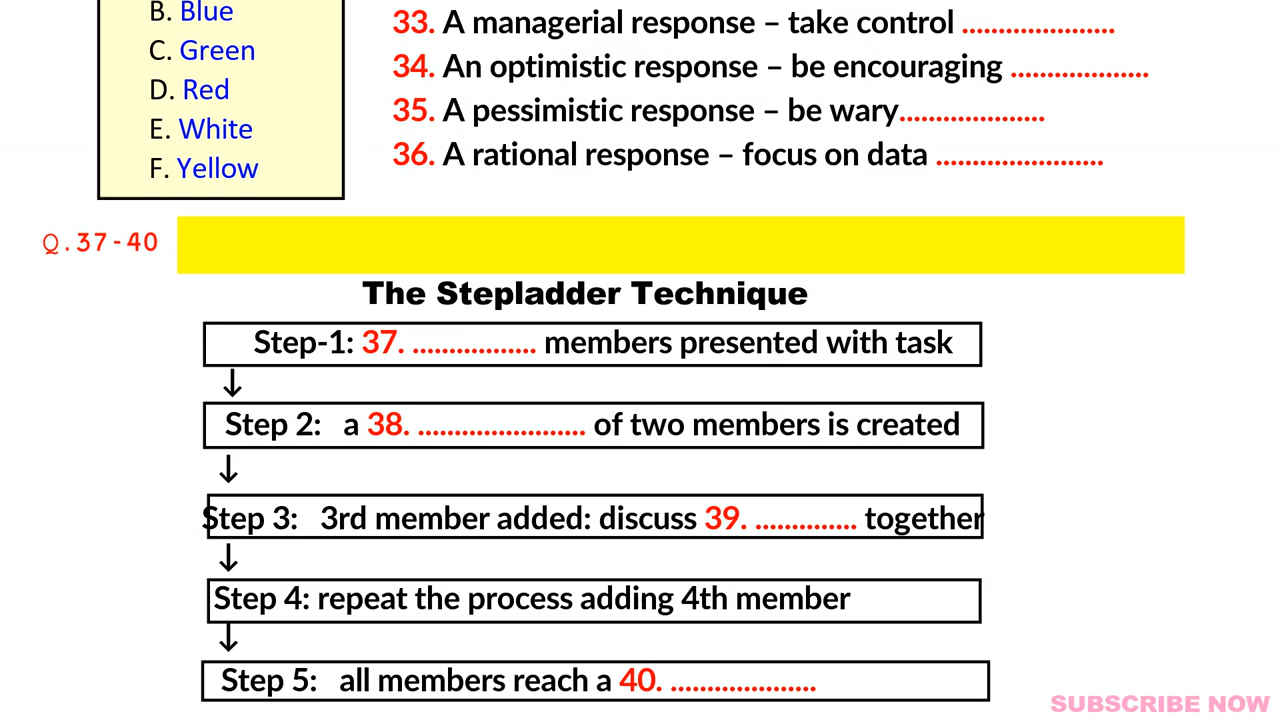 B. Blue
C. Green
D. Red
E. White
F. Yellow
33. A managerial response – take control .....................
34. An optimistic response – be encouraging ...................
35. A pessimistic response – be wary....................
36. A rational response – focus on data .......................
Q.37-40
The Stepladder Technique
Step-1: 37. ................. members presented with task
↓
Step 2: a 38. ....................... of two members is created
↓
Step 3: 3rd member added: discuss 39. .............. together
↓
Step 4: repeat the process adding 4th member
↓
Step 5: all members reach a 40. ....................
SUBSCRIBE NOW